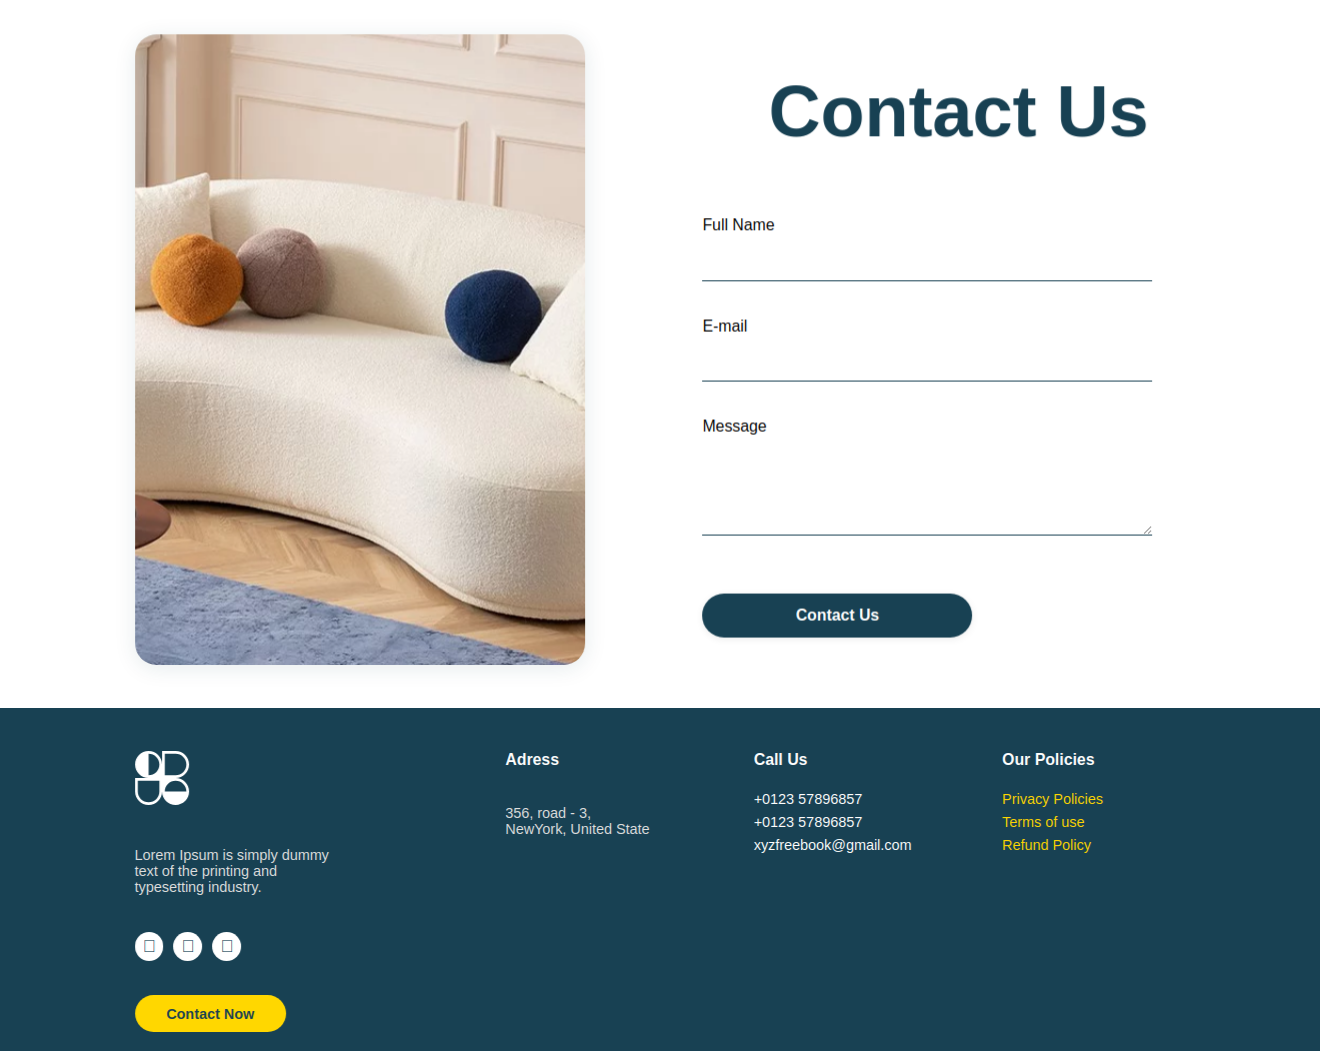 Contact Us
Full Name
E-mail
Message
Contact Us
Lorem Ipsum is simply dummy
text of the printing and
typesetting industry.
Contact Now
Adress
356, road - 3,
NewYork, United State
Call Us
+0123 57896857
+0123 57896857
xyzfreebook@gmail.com
Our Policies
Privacy Policies
Terms of use
Refund Policy